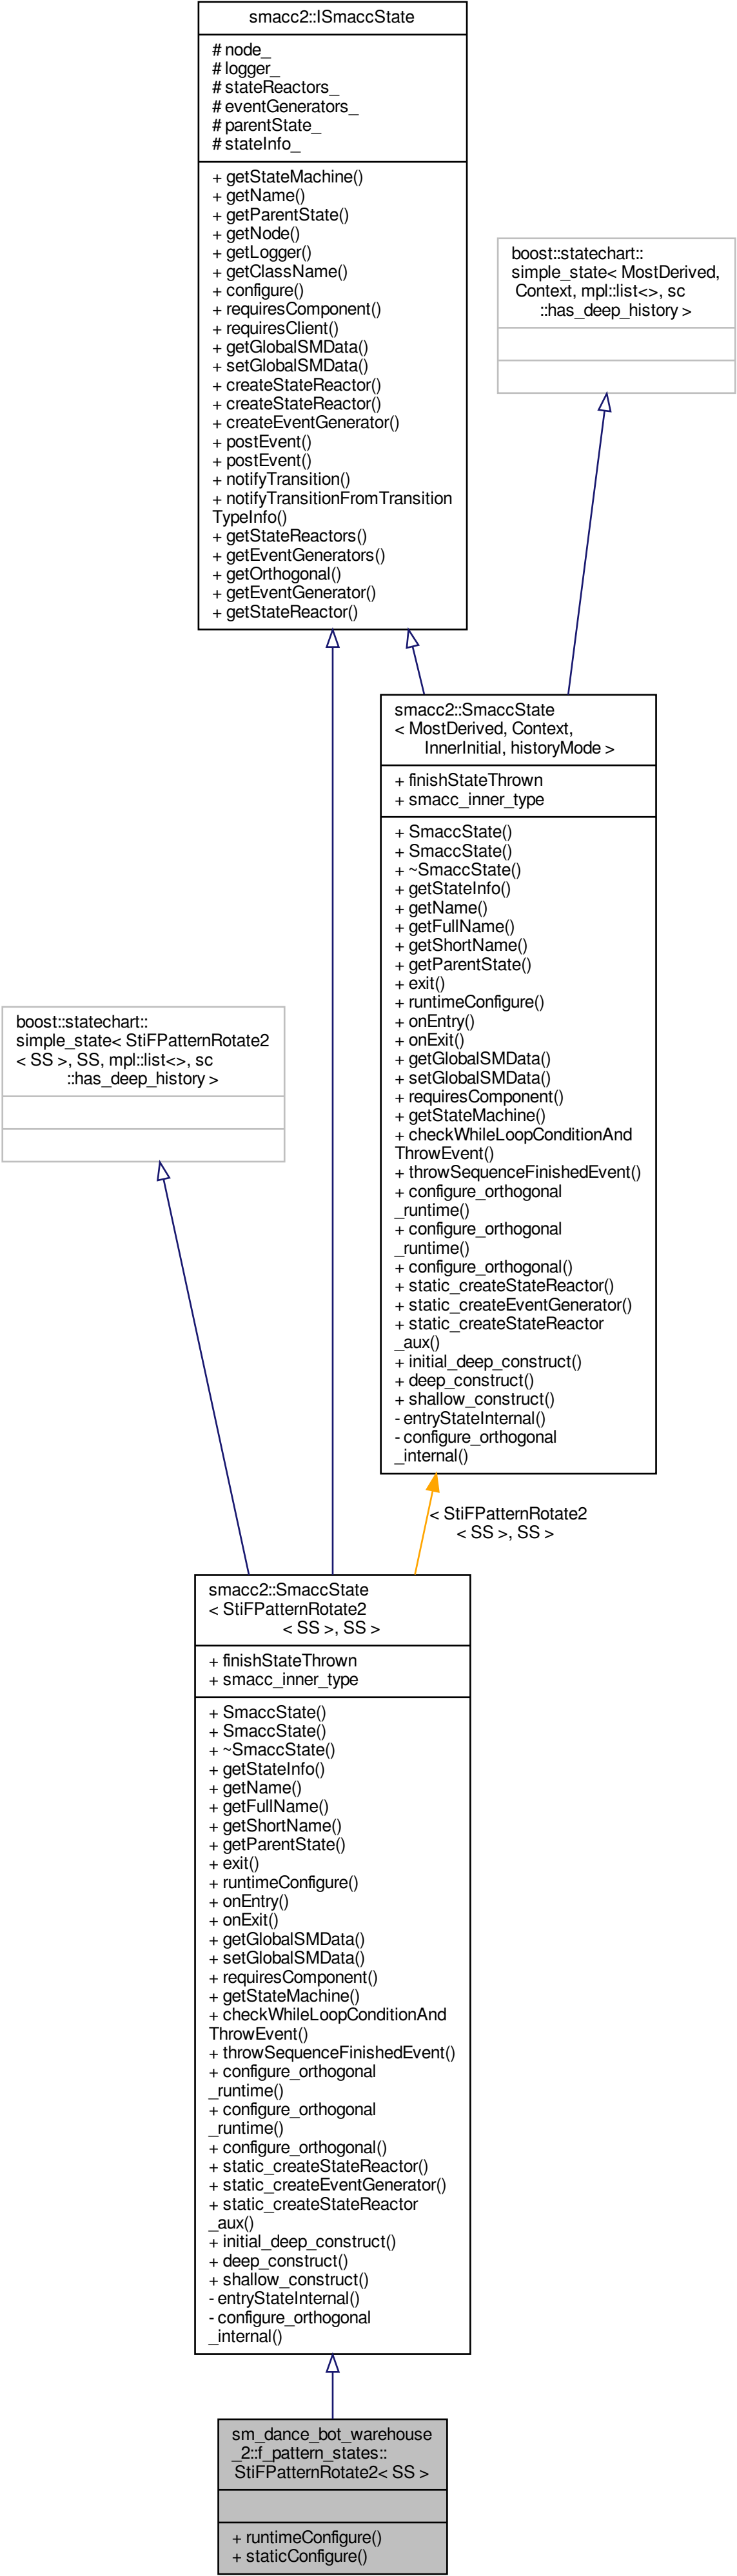 smacc2::ISmaccState
# node_
# logger_
# stateReactors_
# eventGenerators_
# parentState_
# stateInfo_
+ getStateMachine()
+ getName()
+ getParentState()
+ getNode()
+ getLogger()
+ getClassName()
+ configure()
+ requiresComponent()
+ requiresClient()
+ getGlobalSMData()
+ setGlobalSMData()
+ createStateReactor()
+ createStateReactor()
+ createEventGenerator()
+ postEvent()
+ postEvent()
+ notifyTransition()
+ notifyTransitionFromTransition
TypeInfo()
+ getStateReactors()
+ getEventGenerators()
+ getOrthogonal()
+ getEventGenerator()
+ getStateReactor()
boost::statechart::
simple_state< MostDerived,
Context, mpl::list<>, sc
::has_deep_history >
smacc2::SmaccState
< MostDerived, Context,
InnerInitial, historyMode >
+ finishStateThrown
+ smacc_inner_type
+ SmaccState()
+ SmaccState()
+ ~SmaccState()
+ getStateInfo()
+ getName()
+ getFullName()
+ getShortName()
+ getParentState()
+ exit()
+ runtimeConfigure()
+ onEntry()
+ onExit()
+ getGlobalSMData()
+ setGlobalSMData()
+ requiresComponent()
+ getStateMachine()
+ checkWhileLoopConditionAnd
ThrowEvent()
+ throwSequenceFinishedEvent()
+ configure_orthogonal
_runtime()
+ configure_orthogonal
_runtime()
+ configure_orthogonal()
+ static_createStateReactor()
+ static_createEventGenerator()
+ static_createStateReactor
_aux()
+ initial_deep_construct()
+ deep_construct()
+ shallow_construct()
- entryStateInternal()
- configure_orthogonal
_internal()
boost::statechart::
simple_state< StiFPatternRotate2
< SS >, SS, mpl::list<>, sc
::has_deep_history >
< StiFPatternRotate2
< SS >, SS >
smacc2::SmaccState
< StiFPatternRotate2
< SS >, SS >
+ finishStateThrown
+ smacc_inner_type
+ SmaccState()
+ SmaccState()
+ ~SmaccState()
+ getStateInfo()
+ getName()
+ getFullName()
+ getShortName()
+ getParentState()
+ exit()
+ runtimeConfigure()
+ onEntry()
+ onExit()
+ getGlobalSMData()
+ setGlobalSMData()
+ requiresComponent()
+ getStateMachine()
+ checkWhileLoopConditionAnd
ThrowEvent()
+ throwSequenceFinishedEvent()
+ configure_orthogonal
_runtime()
+ configure_orthogonal
_runtime()
+ configure_orthogonal()
+ static_createStateReactor()
+ static_createEventGenerator()
+ static_createStateReactor
_aux()
+ initial_deep_construct()
+ deep_construct()
+ shallow_construct()
- entryStateInternal()
- configure_orthogonal
_internal()
sm_dance_bot_warehouse
_2::f_pattern_states::
StiFPatternRotate2< SS >
+ runtimeConfigure()
+ staticConfigure()